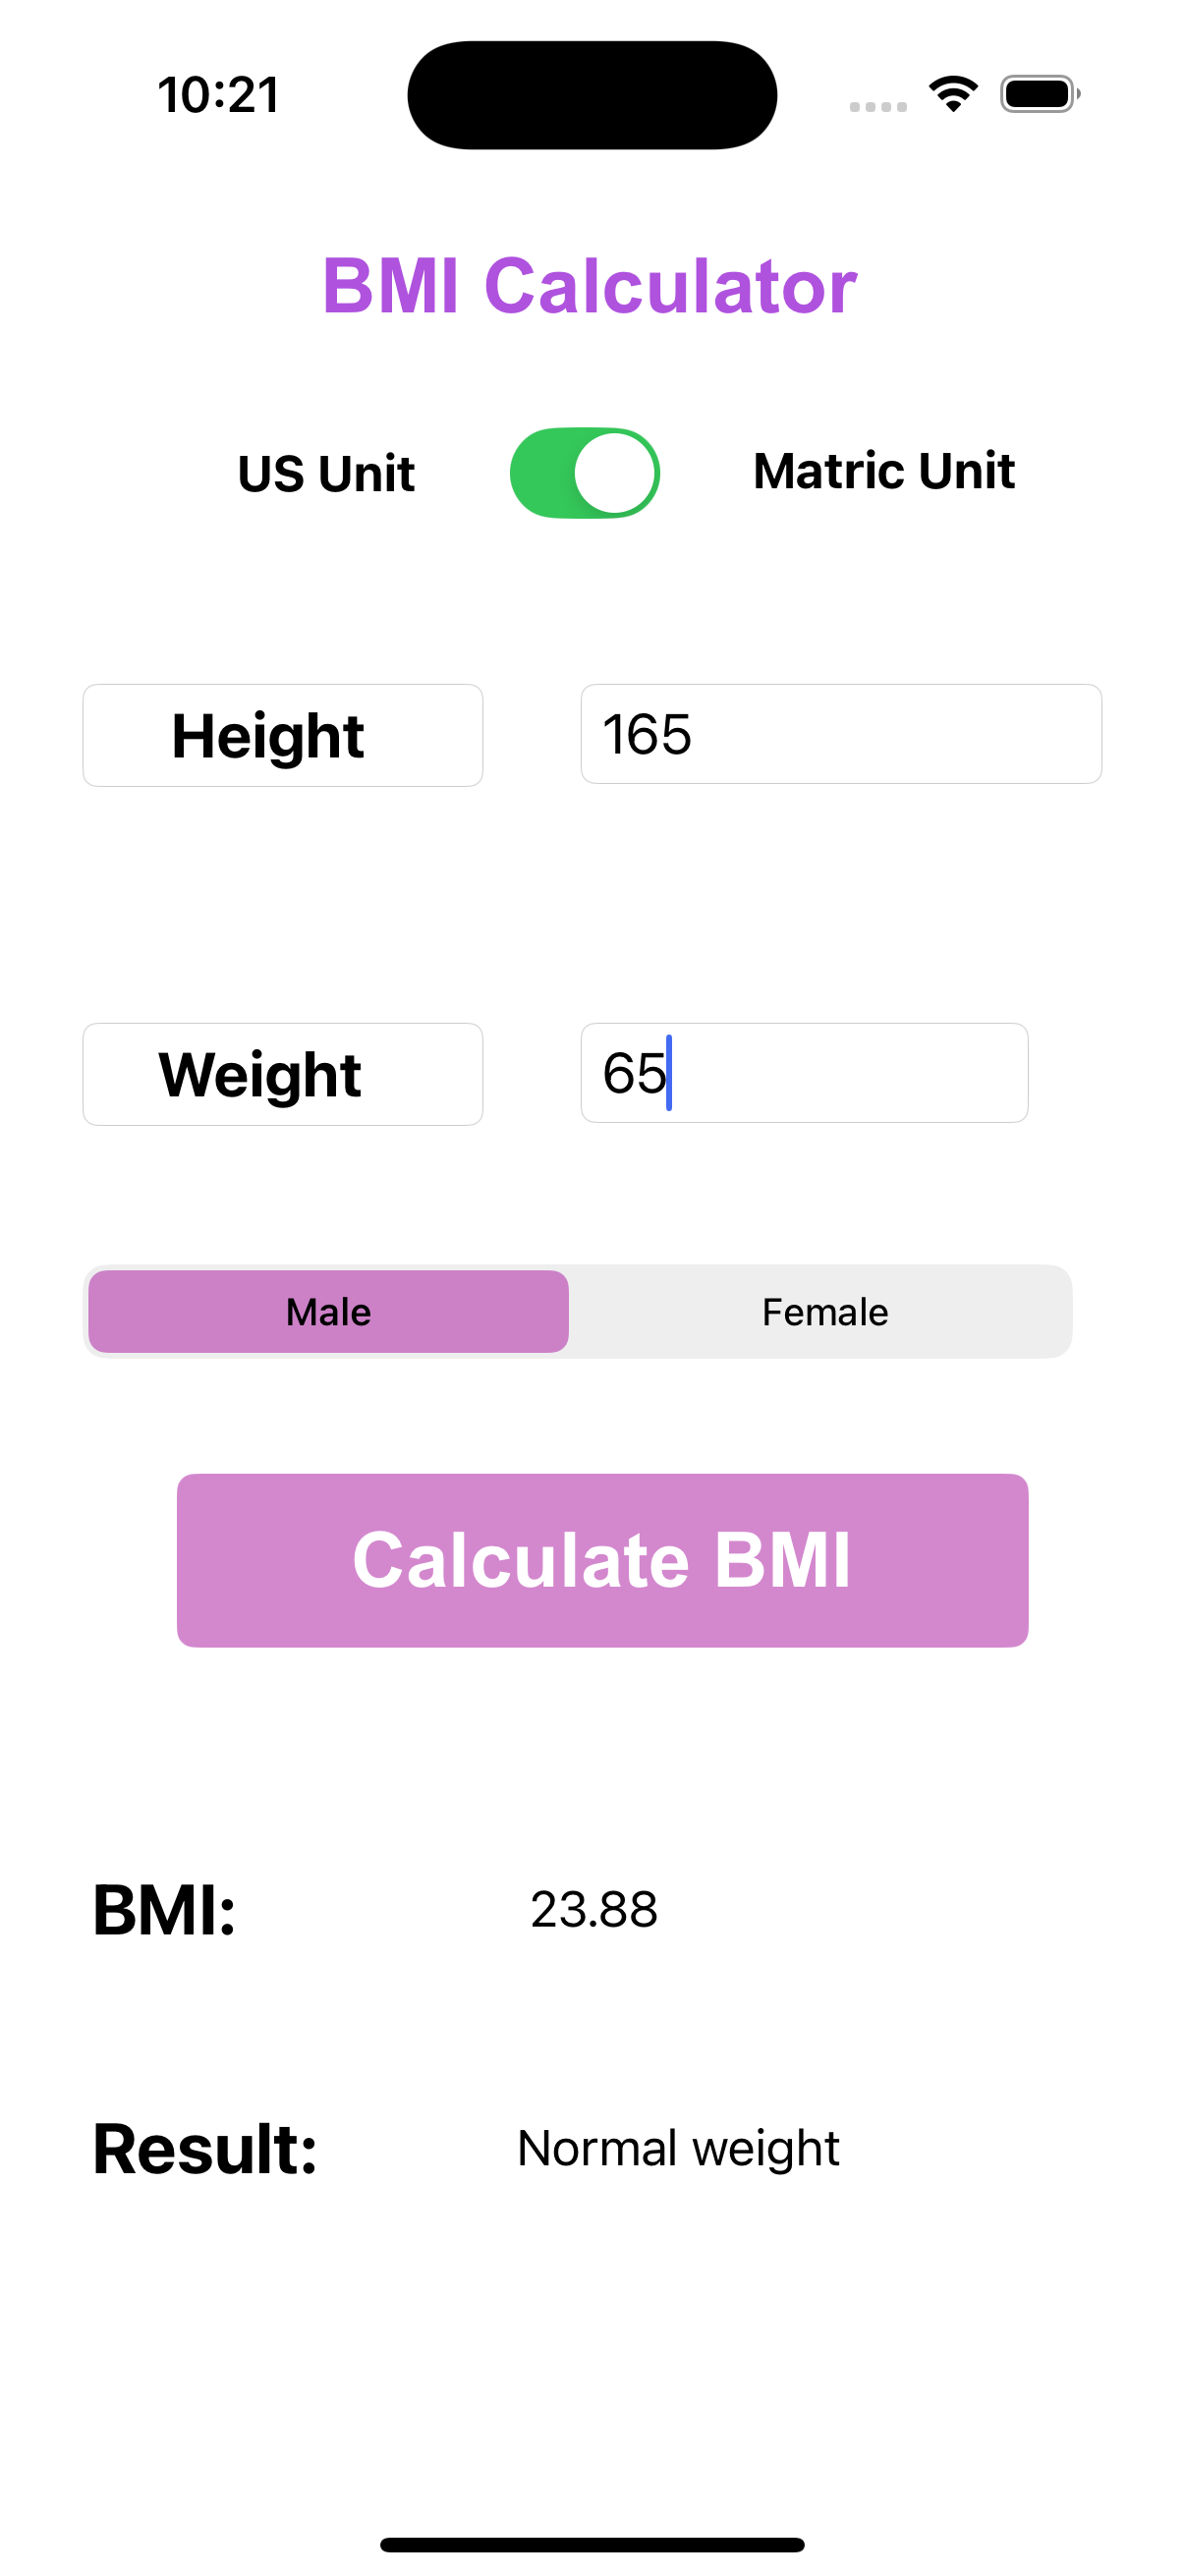 10:21
BMI Calculator
US Unit Matric Unit
Height 165
Weight 65
Male Female
Calculate BMI
BMI: 23.88
Result: Normal weight